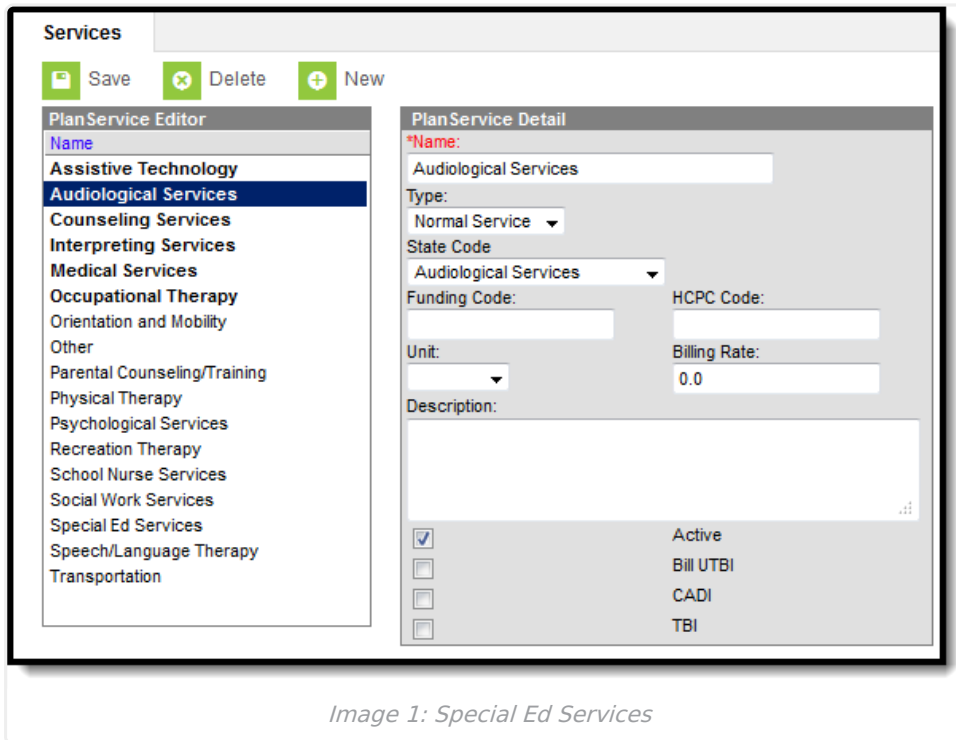 Services
Save Delete New
PlanService Editor
Name
Assistive Technology
Audiological Services
Counseling Services
Interpreting Services
Medical Services
Occupational Therapy
Orientation and Mobility
Other
Parental Counseling/Training
Physical Therapy
Psychological Services
Recreation Therapy
School Nurse Services
Social Work Services
Special Ed Services
Speech/Language Therapy
Transportation
PlanService Detail
*Name:
Audiological Services
Type:
Normal Service
State Code
Audiological Services
Funding Code: HCPC Code:
Unit: Billing Rate:
0.0
Description:
Active
Bill UTBI
CADI
TBI
Image 1: Special Ed Services